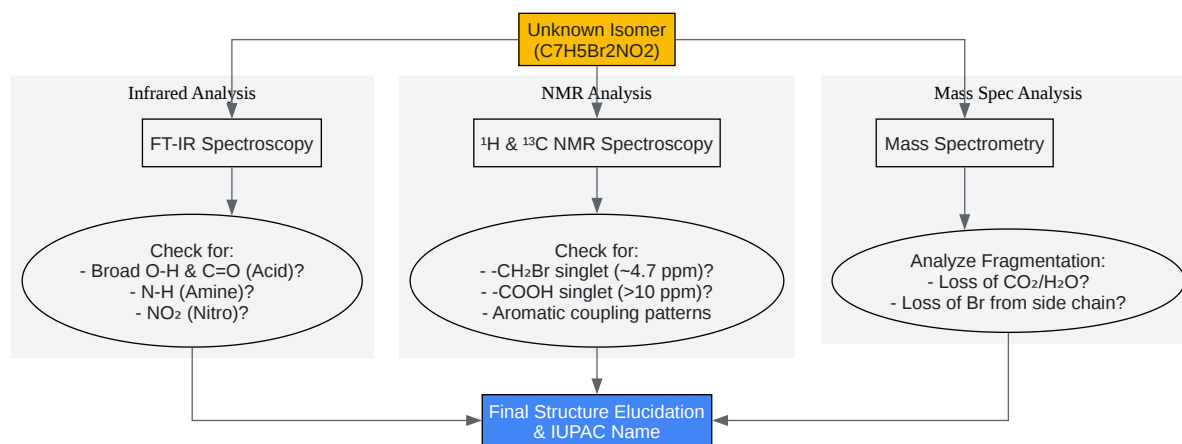 Unknown Isomer
(C7H5Br2NO2)
Infrared Analysis
NMR Analysis
Mass Spec Analysis
FT-IR Spectroscopy
¹H & ¹³C NMR Spectroscopy
Mass Spectrometry
Check for:
- Broad O-H & C=O (Acid)?
- N-H (Amine)?
- NO₂ (Nitro)?
Check for:
- -CH₂Br singlet (~4.7 ppm)?
- -COOH singlet (>10 ppm)?
- Aromatic coupling patterns
Analyze Fragmentation:
- Loss of CO₂/H₂O?
- Loss of Br from side chain?
Final Structure Elucidation
& IUPAC Name